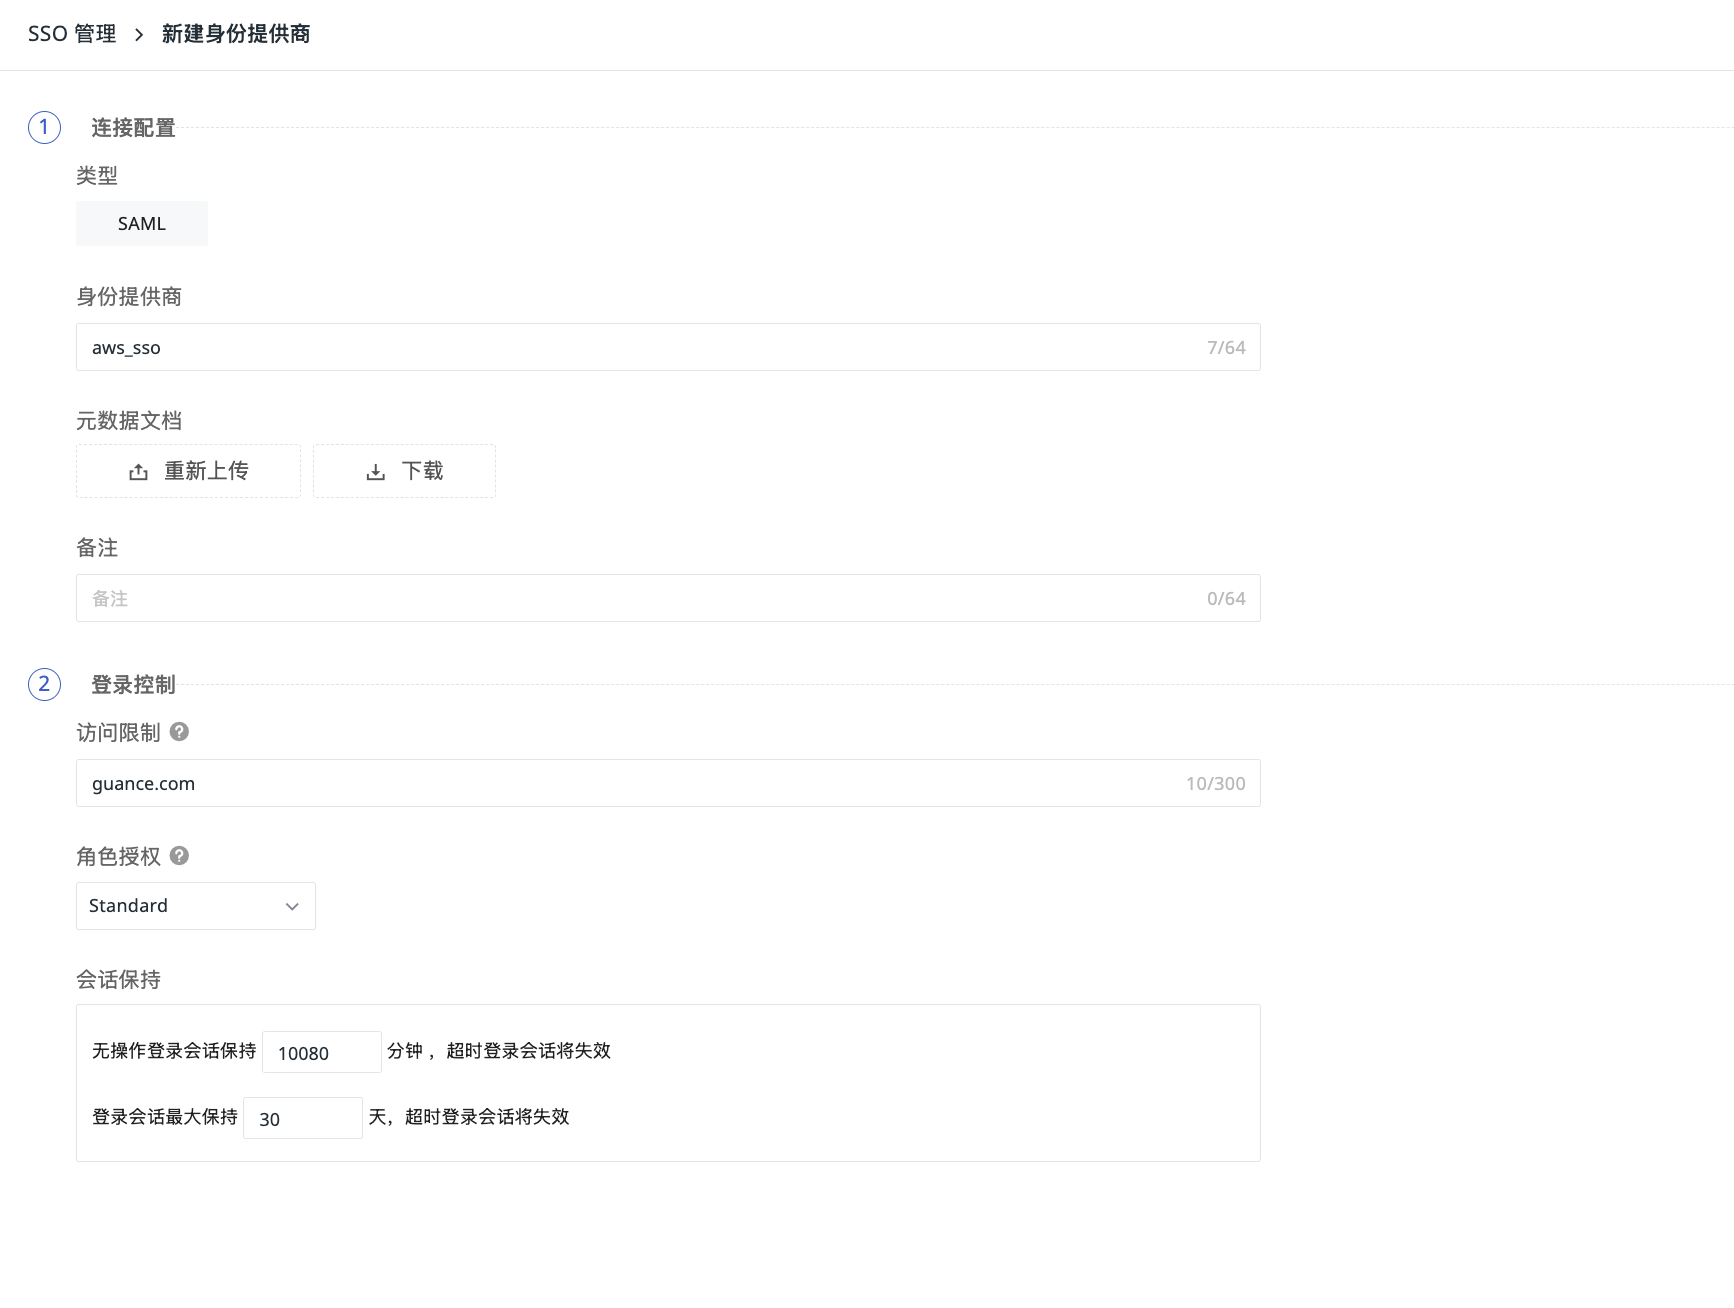 SSO 管理 > 新建身份提供商
1 连接配置
类型
SAML
身份提供商
aws_sso 7/64
元数据文档
重新上传 下载
备注
备注 0/64
2 登录控制
访问限制 ?
guance.com 10/300
角色授权 ?
Standard
会话保持
无操作登录会话保持 10080 分钟 ，超时登录会话将失效
登录会话最大保持 30 天，超时登录会话将失效